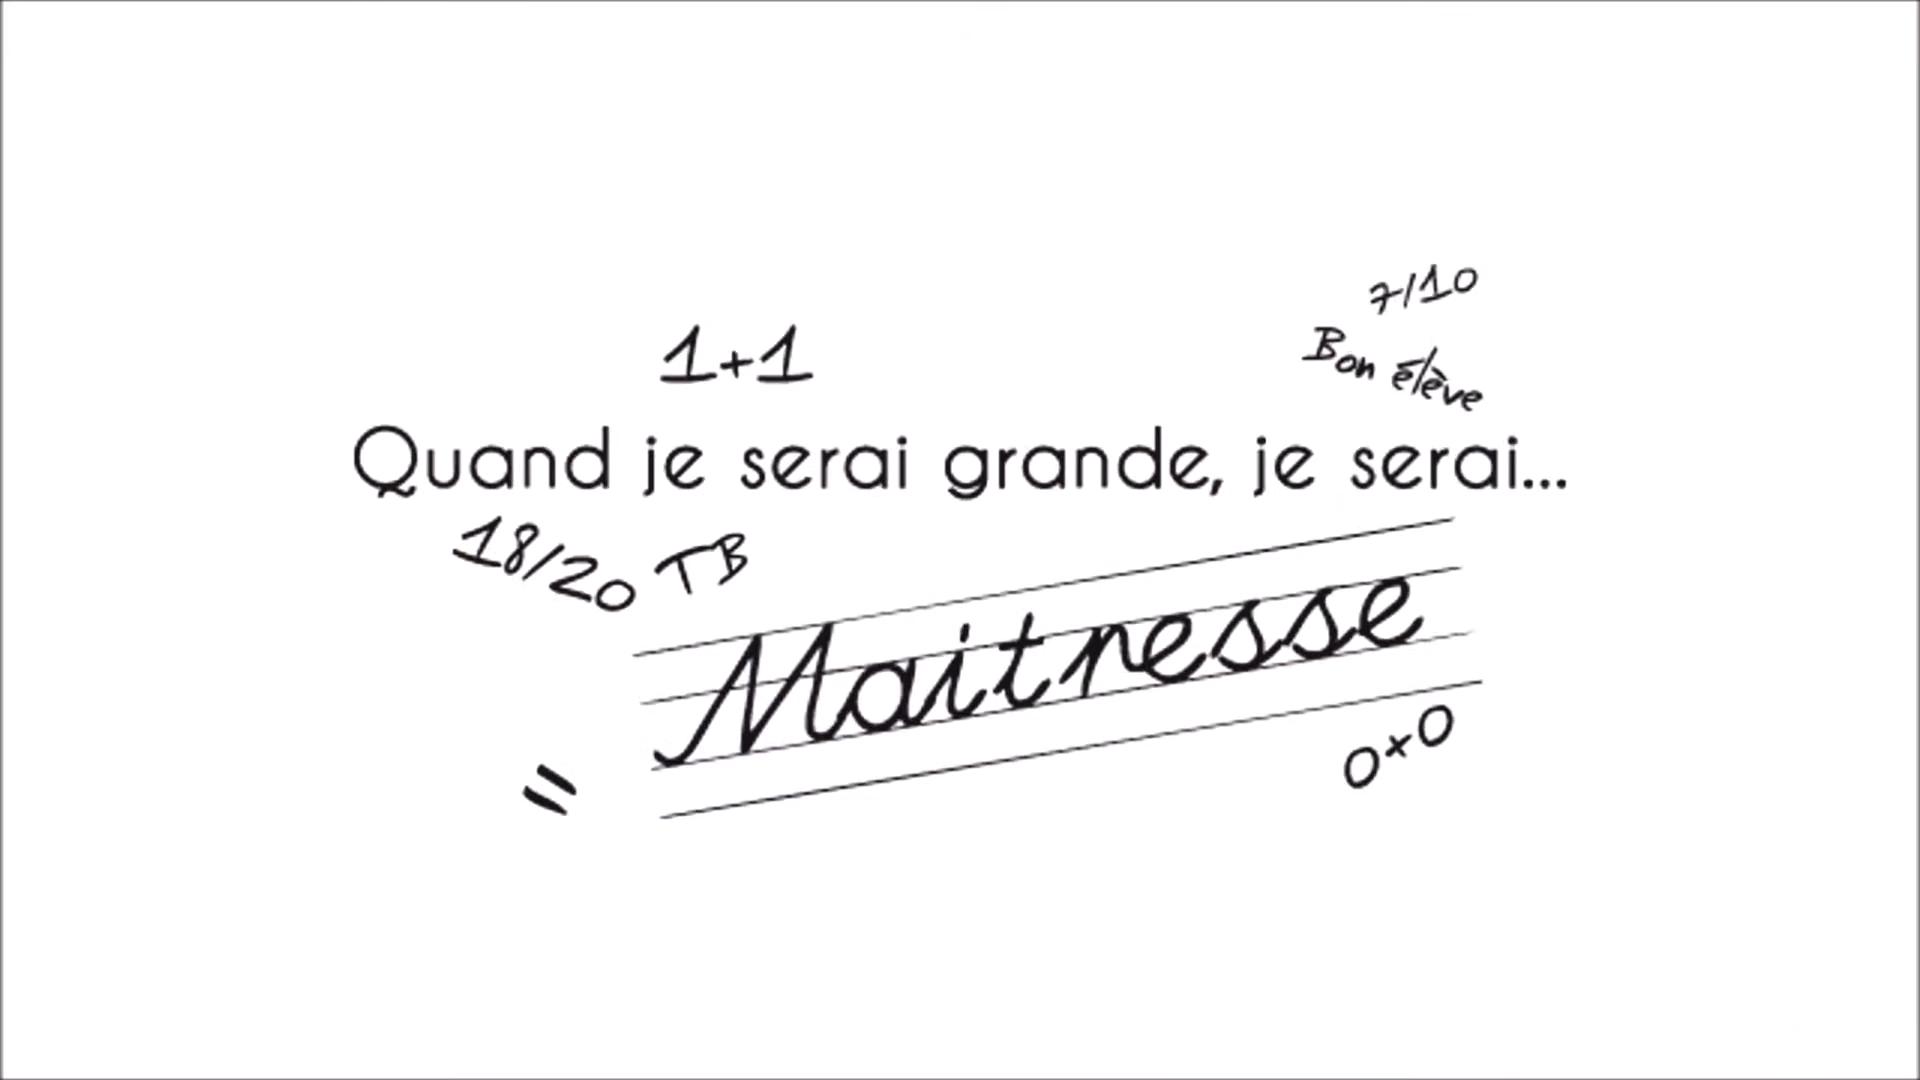 7/10
1+1
Bon élève
Quand je serai grande, je serai...
18/20 TB
Maitresse
0×0
=